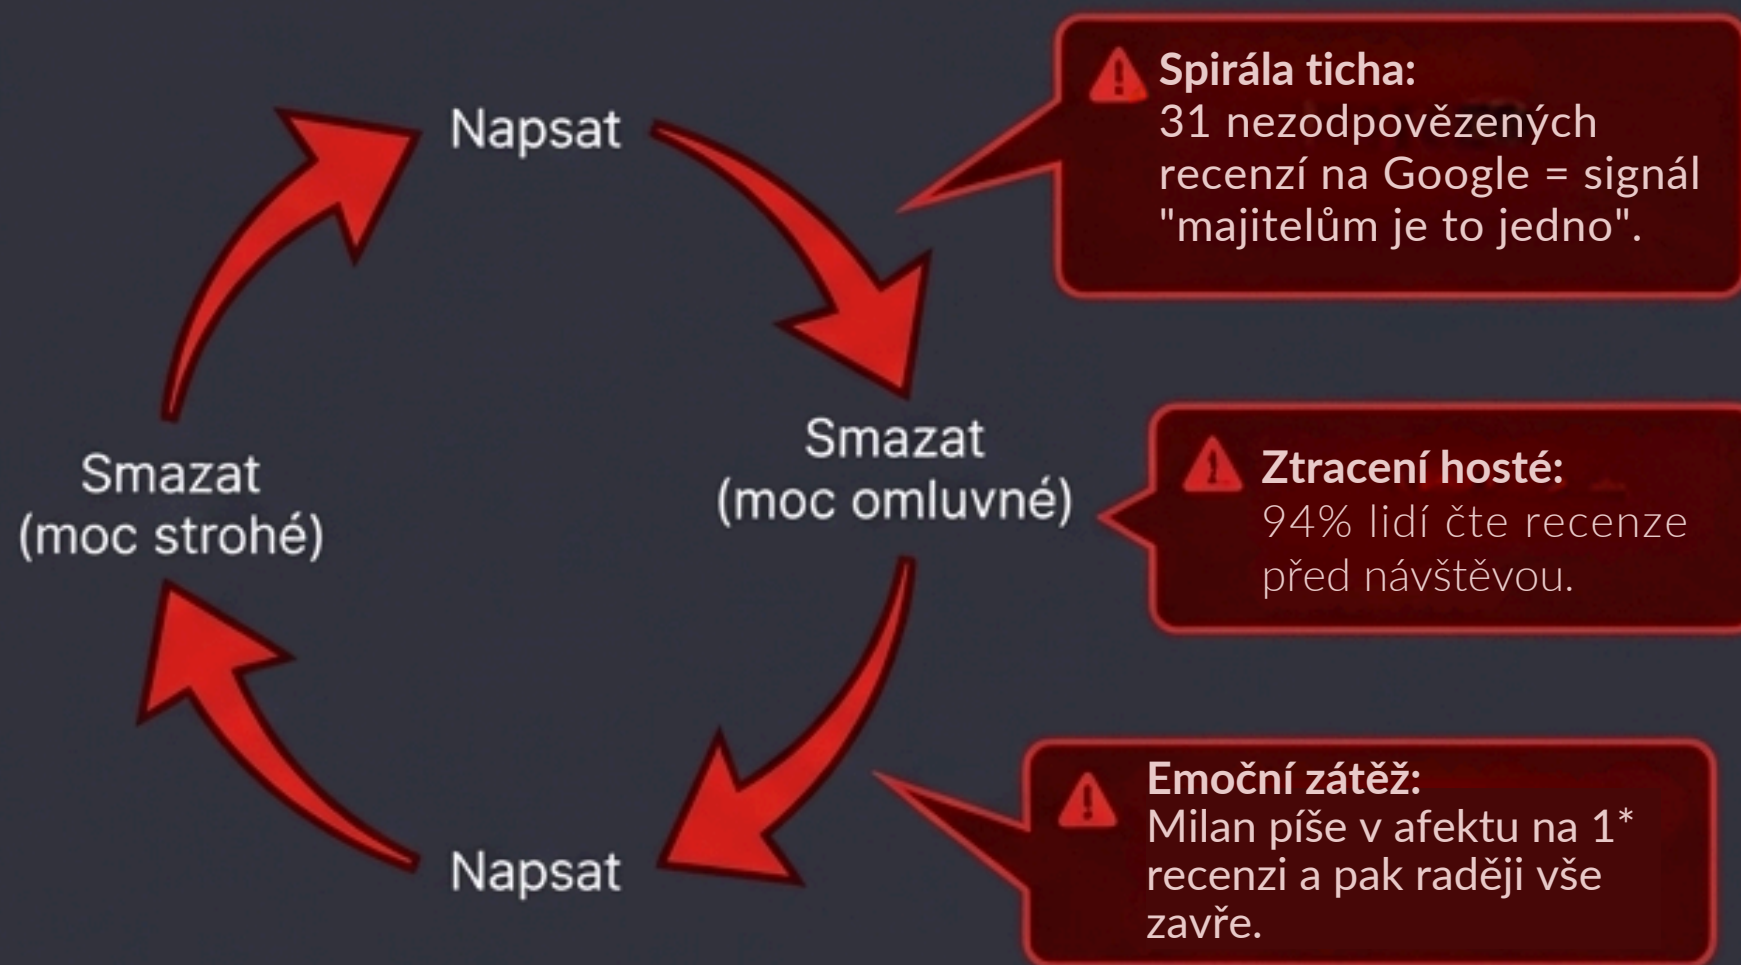 Napsat
Smazat
(moc omluvné)
Napsat
Smazat
(moc strohé)
Spirála ticha:
31 nezodpovězených
recenzí na Google = signál
"majitelům je to jedno".
Ztracení hosté:
94% lidí čte recenze
před návštěvou.
Emoční zátěž:
Milan píše v afektu na 1*
recenzi a pak raději vše
zavře.